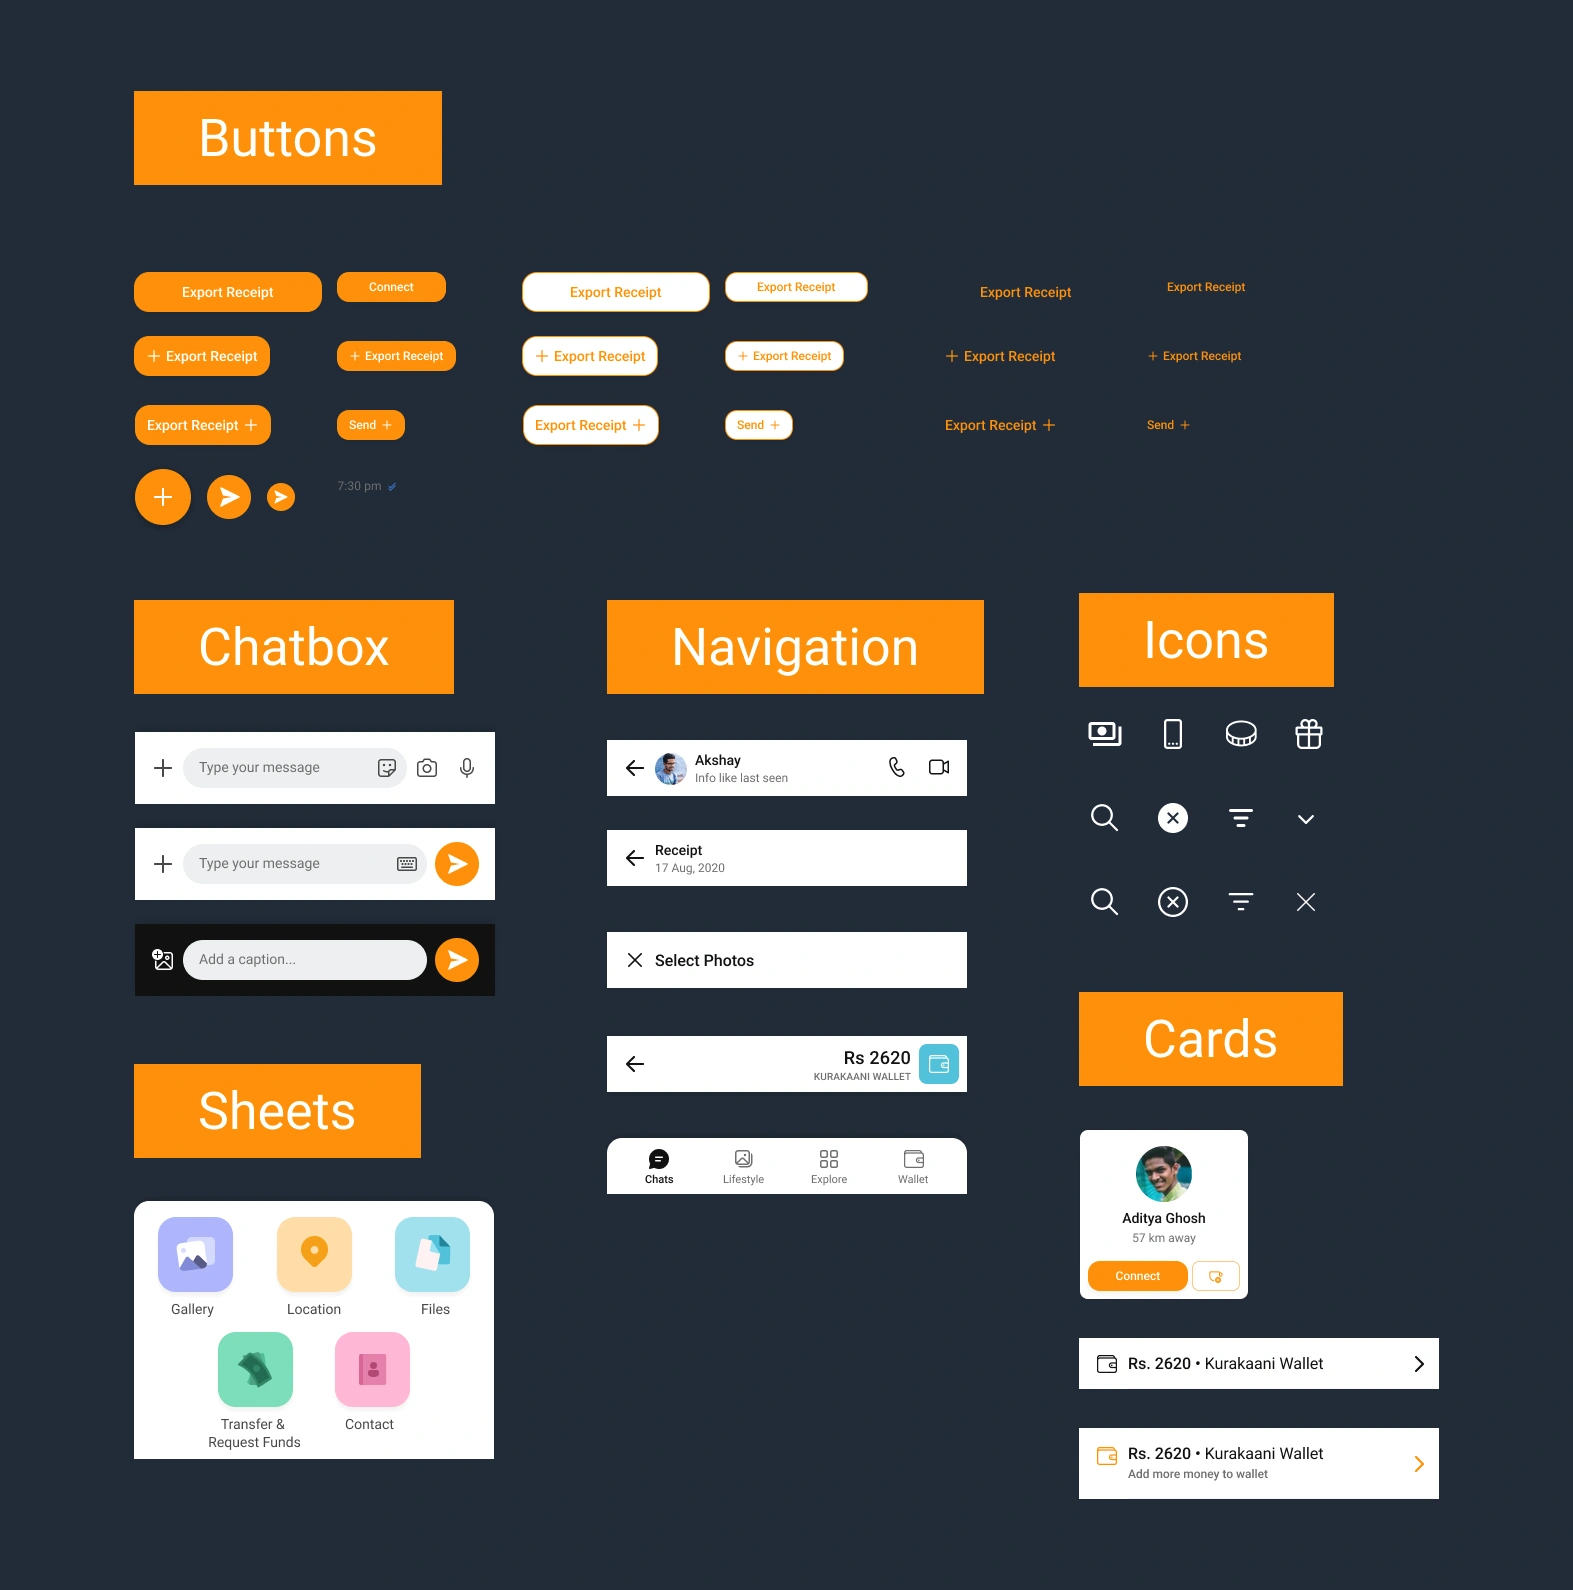 Buttons
Export Receipt
Connect
Export Receipt
Export Receipt
Export Receipt
Export Receipt
Export Receipt
Export Receipt
Export Receipt
Export Receipt
Export Receipt
Export Receipt
Export Receipt
Send
Export Receipt
Send
Export Receipt
Send
7:30 pm
Chatbox
Type your message
Type your message
Add a caption...
Navigation
Akshay
Info like last seen
Receipt
17 Aug, 2020
Select Photos
Rs 2620
KURAKAANI WALLET
Chats
Lifestyle
Explore
Wallet
Icons
Sheets
Gallery
Location
Files
Transfer &
Request Funds
Contact
Cards
Aditya Ghosh
57 km away
Connect
Rs. 2620 • Kurakaani Wallet
Rs. 2620 • Kurakaani Wallet
Add more money to wallet